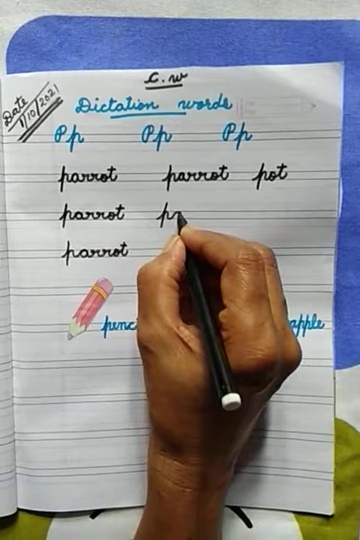 C.W
Date 1/10/2021
Dictation words
Pp Pp Pp
parrot parrot pot
parrot
parrot
apple